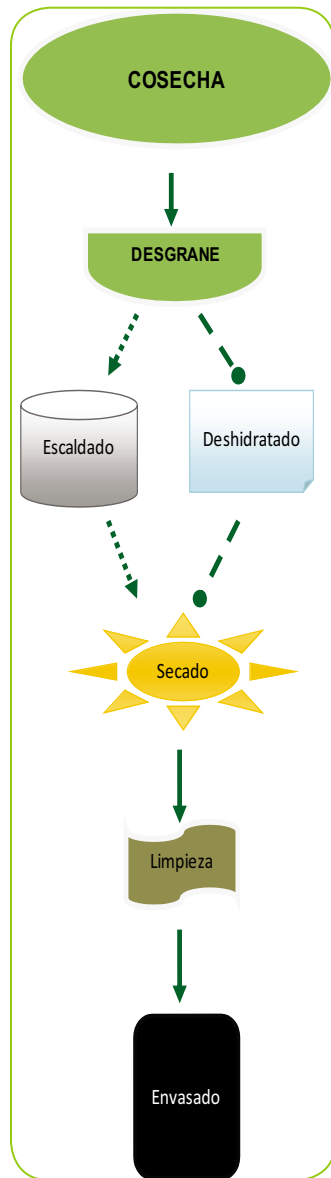 COSECHA
DESGRANE
Escaldado
Deshidratado
Secado
Limpieza
Envasado